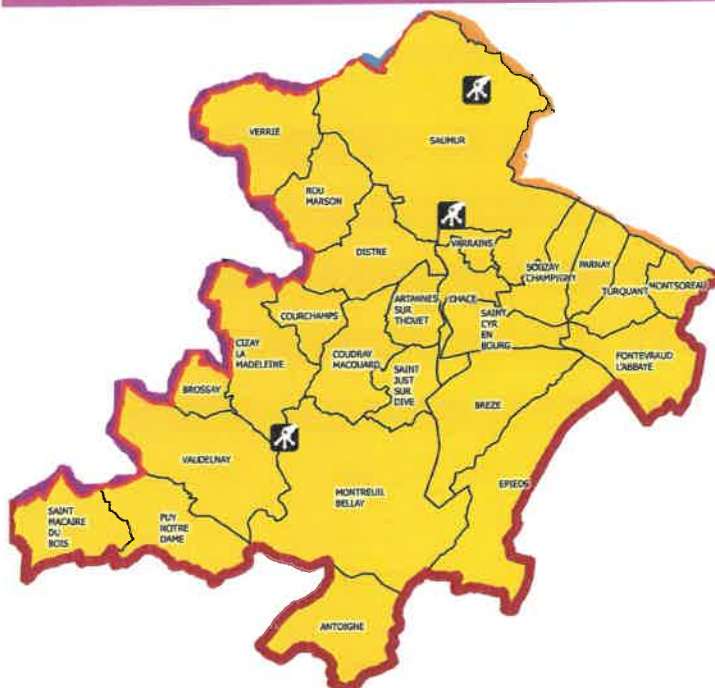 VERRIE
SAUMUR
ROU
MARSON
DISTRE
VARRAINS
SOUZAY
CHAMPIGNY
PARNAY
TURQUANT
MONTSOREAU
COURCHAMPS
ARTANNES
SUR
THOUET
CHACE
SAINT
CYR
EN
BOURG
CIZAY
LA
MADELEINE
COUDRAY
MACOUARD
SAINT
JUST
SUR
DIVE
FONTEVRAUD
L'ABBAYE
BROSSAY
BREZE
VAUDELNAY
EPIEDS
MONTREUIL
BELLAY
SAINT
MACAIRE
DU
BOIS
PUY
NOTRE
DAME
ANTOIGNE